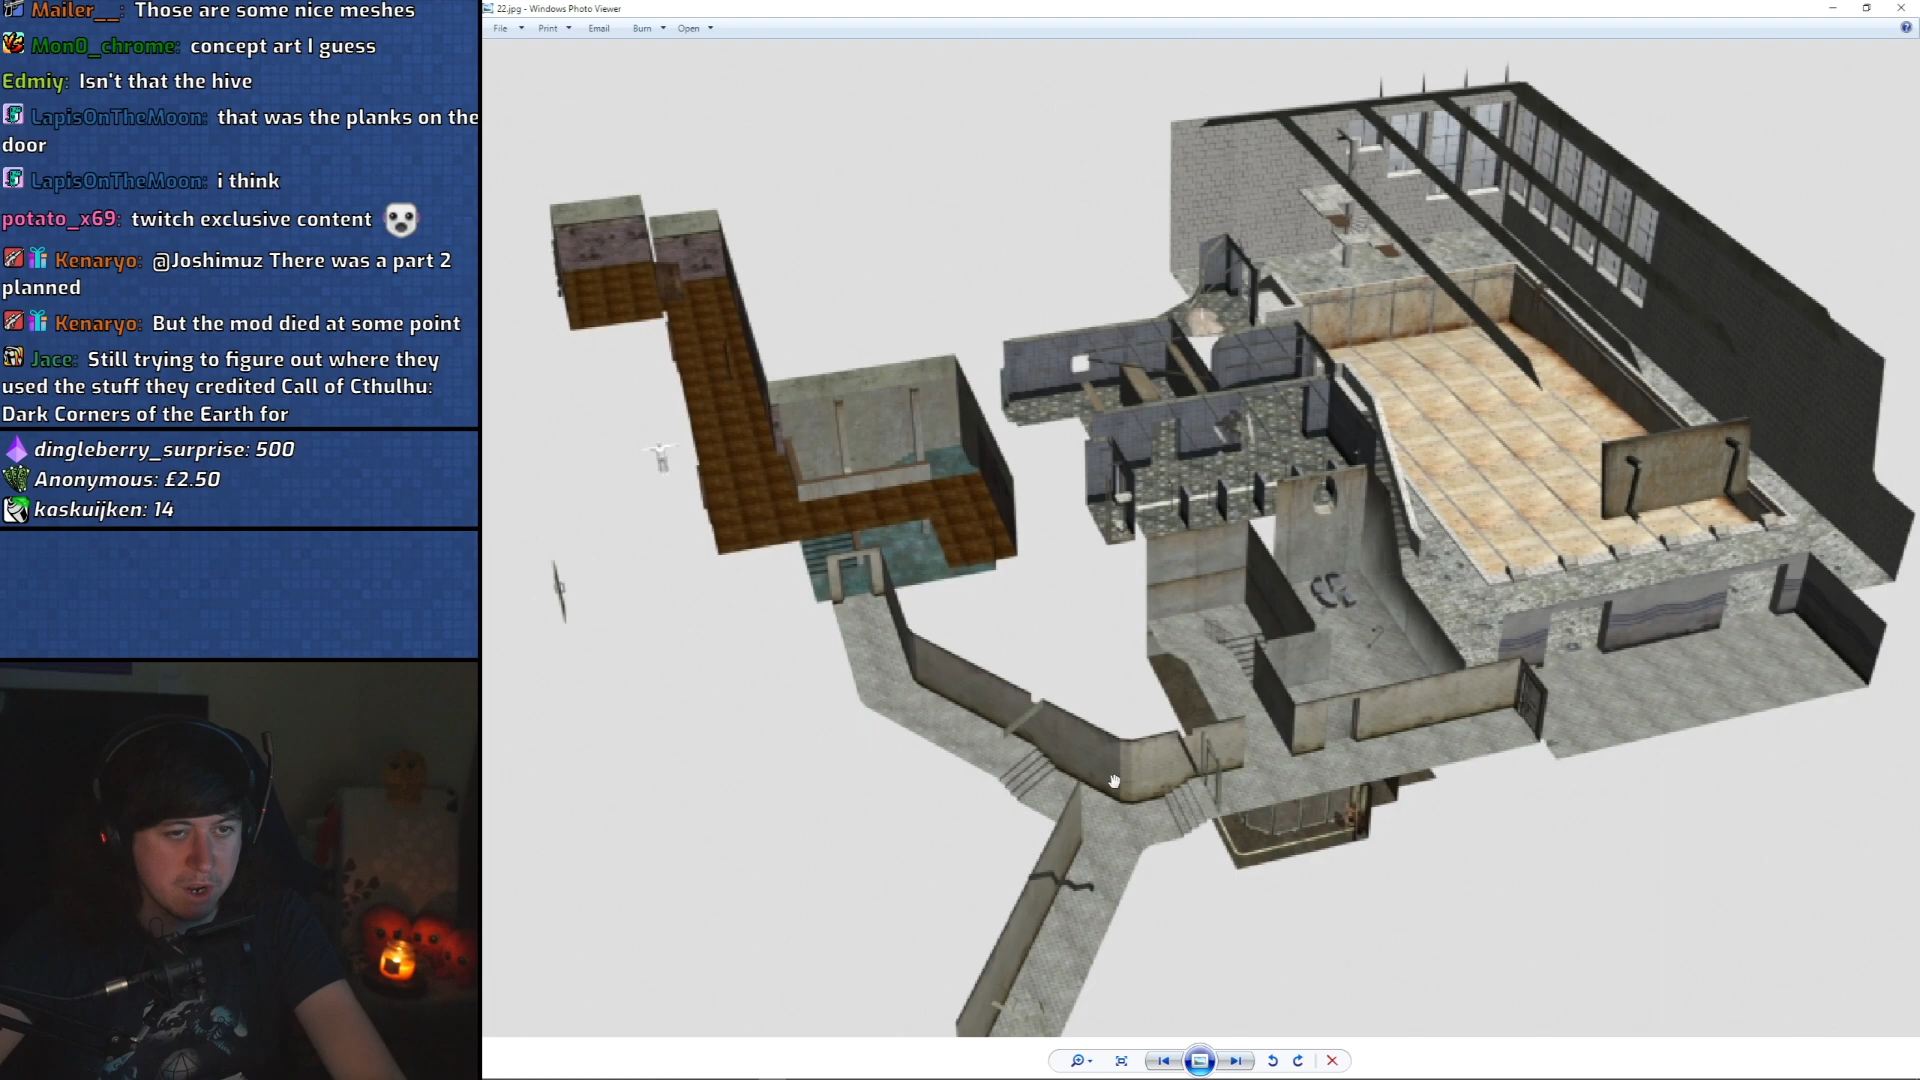 Mailer__: Those are some nice meshes
Mon0_chrome: concept art I guess
Edmiy: Isn't that the hive
LapisOnTheMoon: that was the planks on the
door
LapisOnTheMoon: i think
potato_x69: twitch exclusive content
Kenaryo: @Joshimuz There was a part 2
planned
Kenaryo: But the mod died at some point
Jace: Still trying to figure out where they
used the stuff they credited Call of Cthulhu:
Dark Corners of the Earth for
dingleberry_surprise: 500
Anonymous: £2.50
kaskuijken: 14
22.jpg - Windows Photo Viewer
File Print Email Burn Open